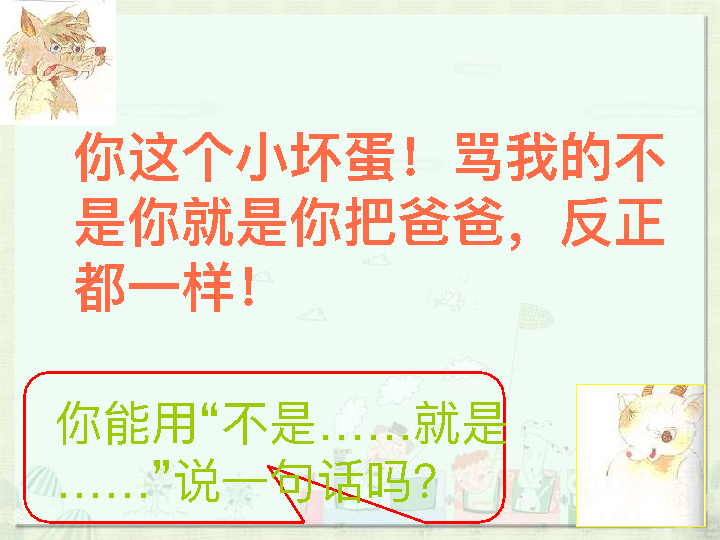 你这个小坏蛋！骂我的不
是你就是你把爸爸，反正
都一样！
你能用“不是……就是
……”说一句话吗?